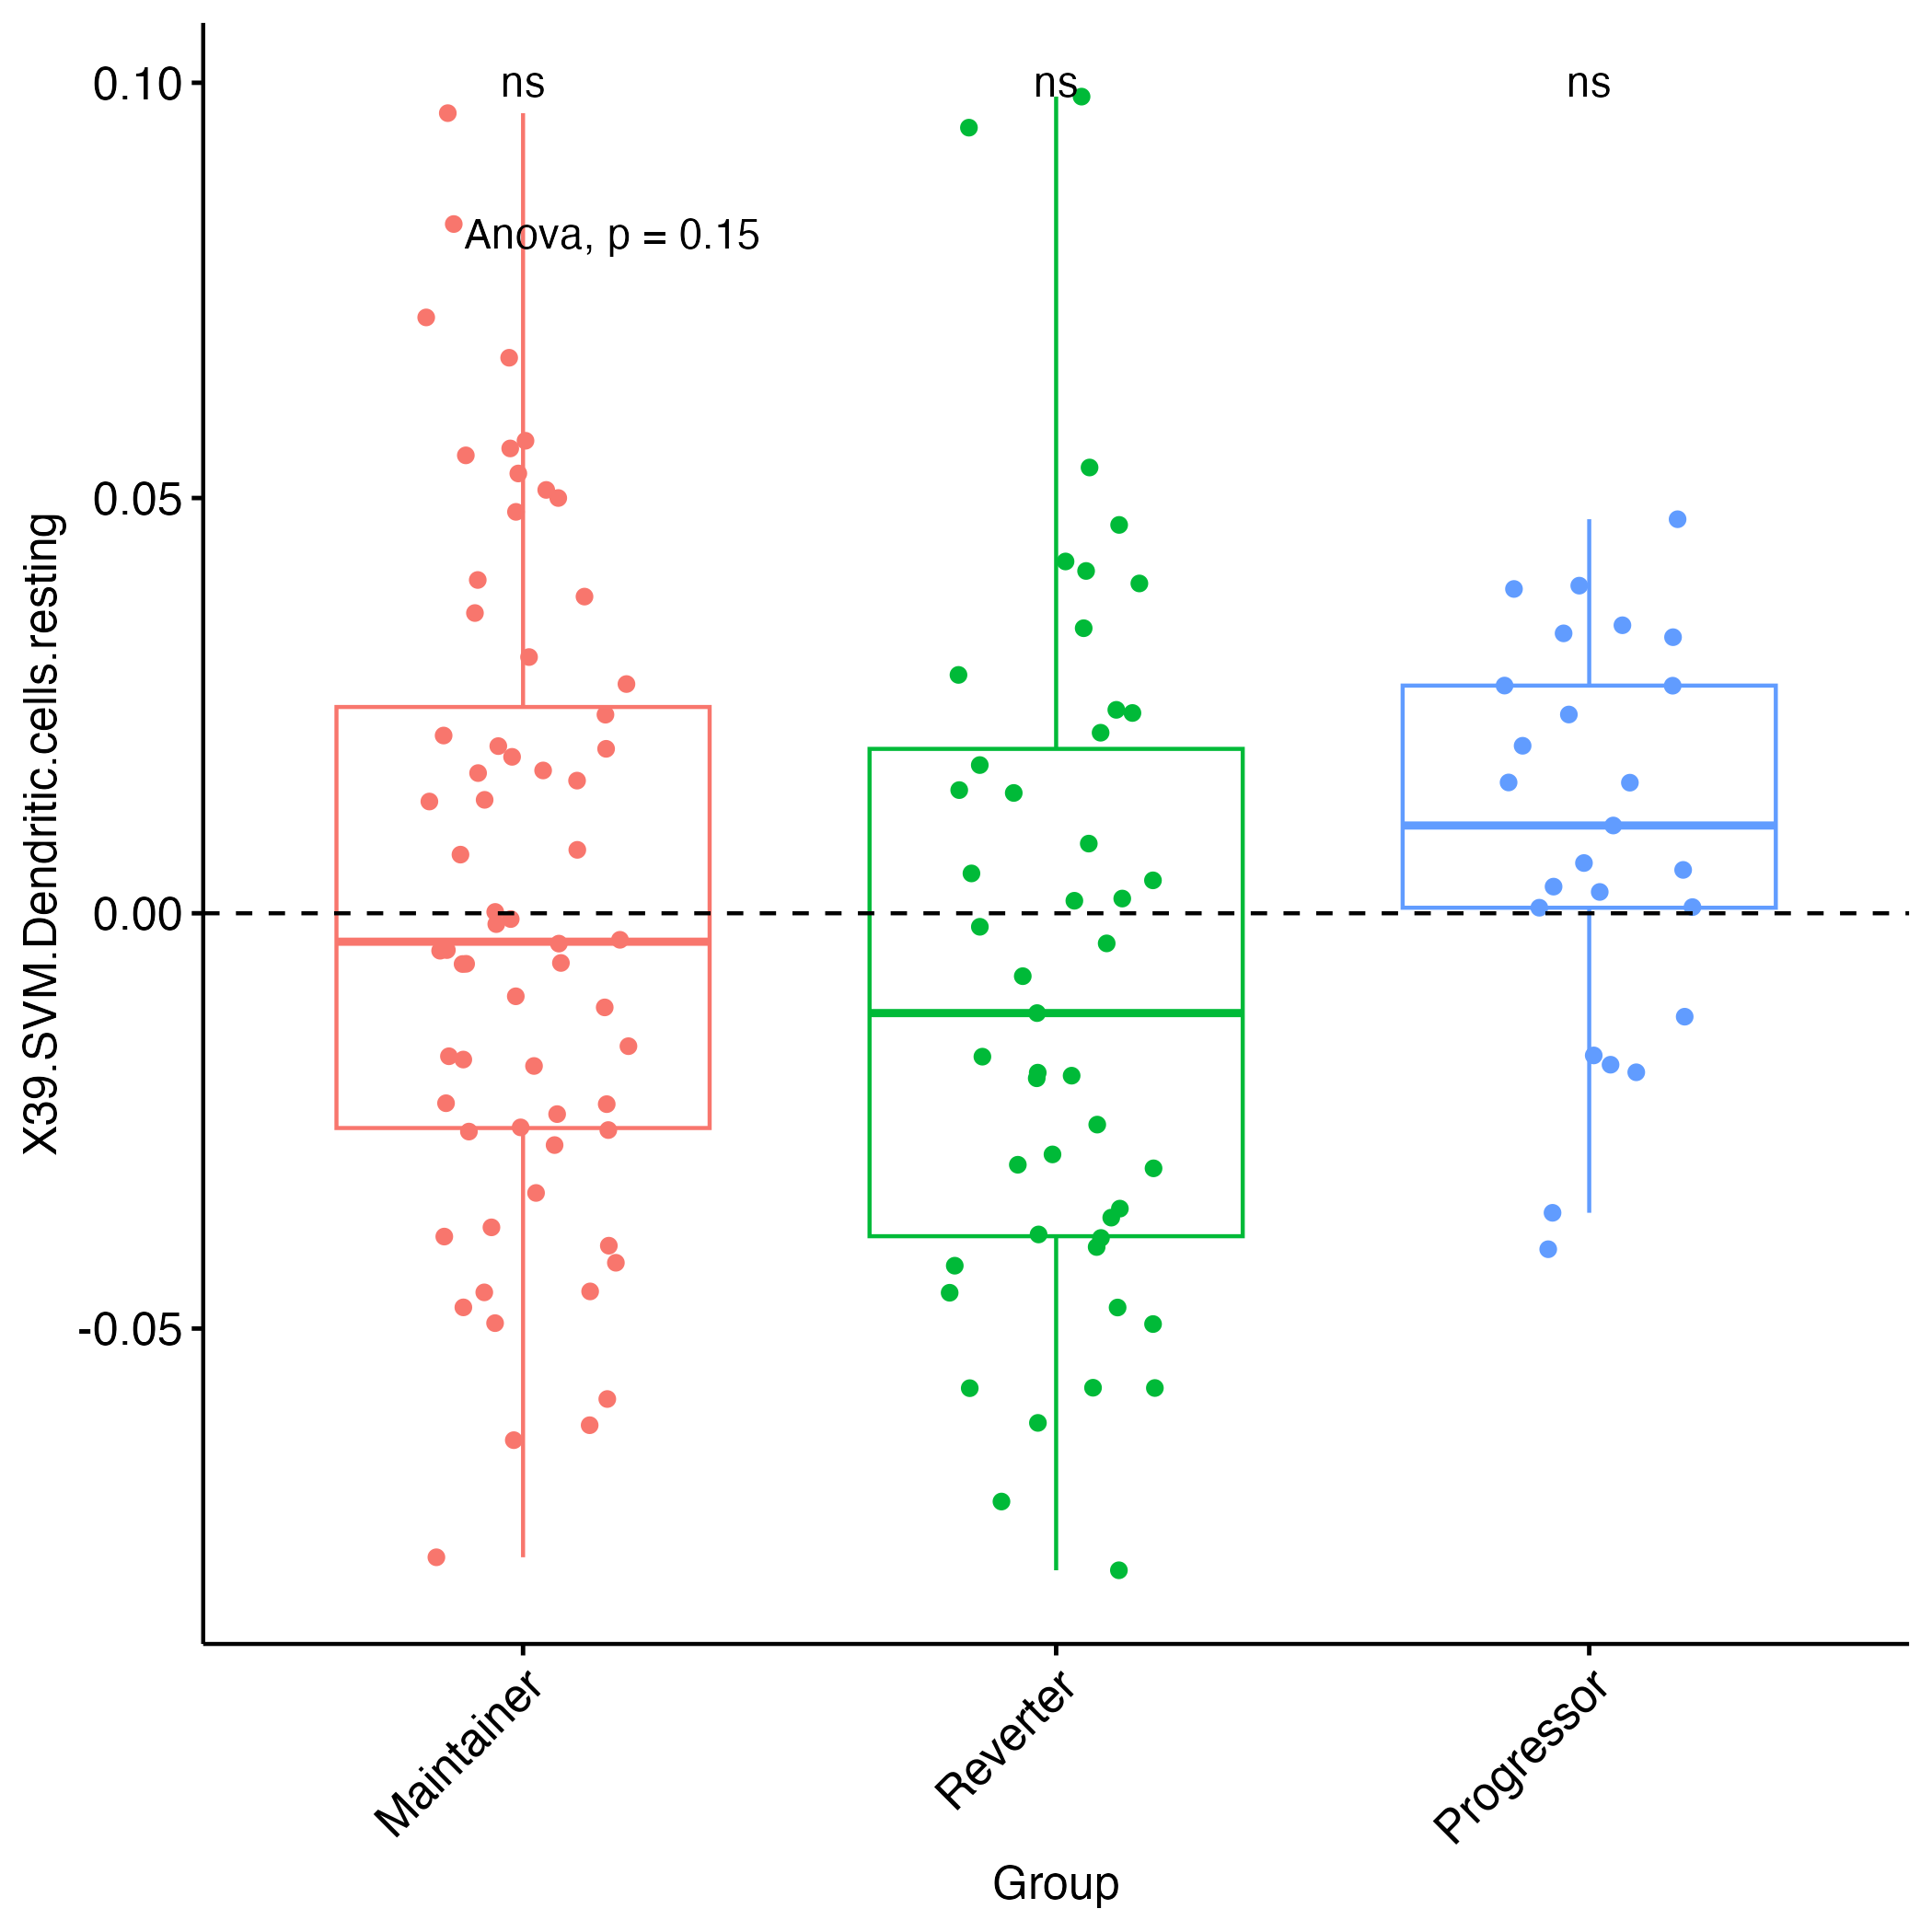 ns ns ns
Anova, p = 0.15
0.10
0.05
0.00
-0.05
X39.SVM.Dendritic.cells.resting
Maintainer
Reverter
Progressor
Group